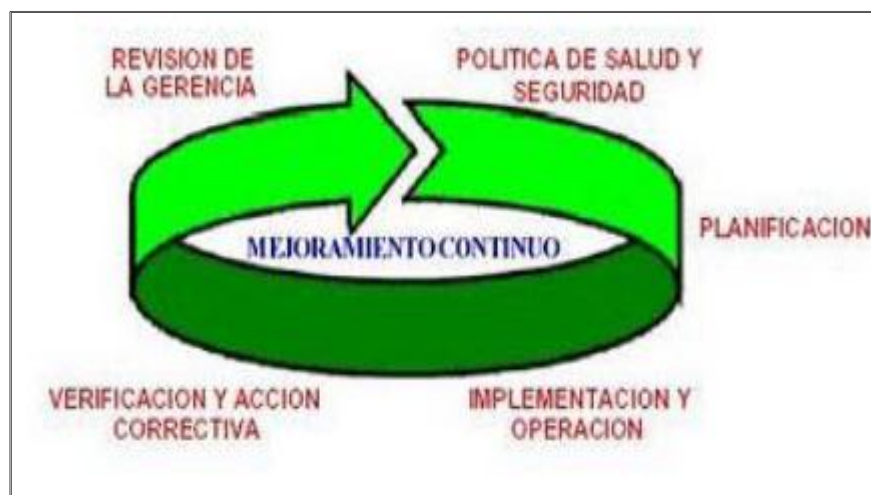 REVISION DE
LA GERENCIA
POLITICA DE SALUD Y
SEGURIDAD
PLANIFICACION
MEJORAMIENTO CONTINUO
VERIFICACION Y ACCION
CORRECTIVA
IMPLEMENTACION Y
OPERACION